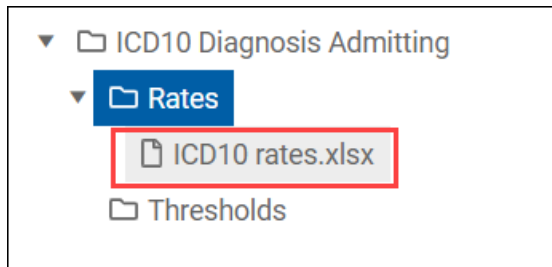 ICD10 Diagnosis Admitting
Rates
ICD10 rates.xlsx
Thresholds